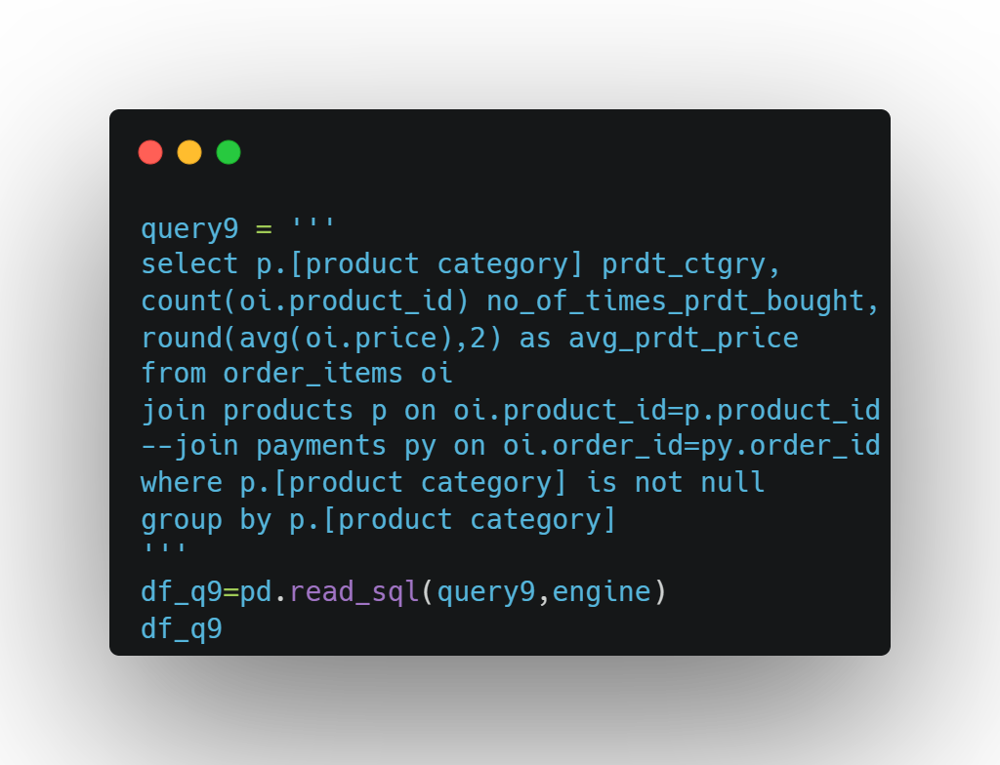 query9 = '''
select p.[product category] prdt_ctgry,
count(oi.product_id) no_of_times_prdt_bought,
round(avg(oi.price),2) as avg_prdt_price
from order_items oi
join products p on oi.product_id=p.product_id
--join payments py on oi.order_id=py.order_id
where p.[product category] is not null
group by p.[product category]
'''
df_q9=pd.read_sql(query9,engine)
df_q9